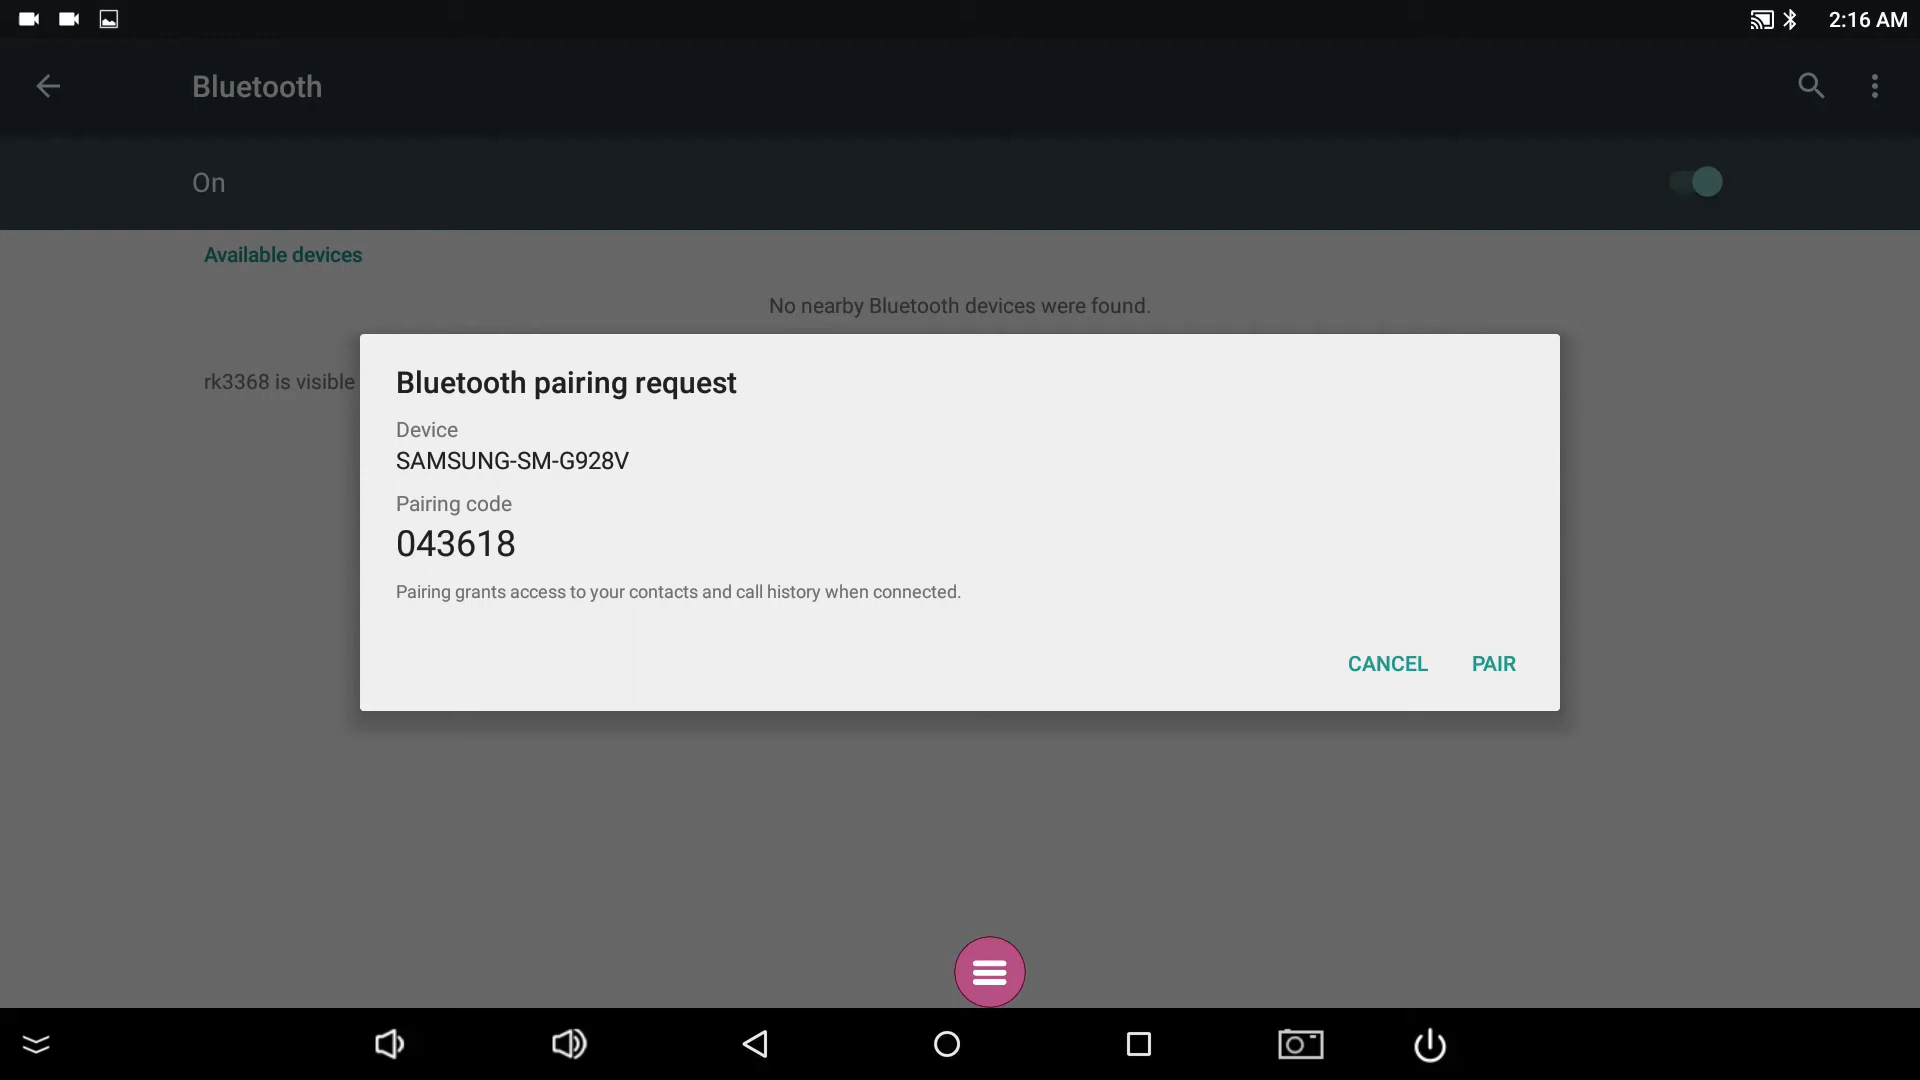 2:16 AM
Bluetooth
On
Available devices
No nearby Bluetooth devices were found.
rk3368 is visible
Bluetooth pairing request
Device
SAMSUNG-SM-G928V
Pairing code
043618
Pairing grants access to your contacts and call history when connected.
CANCEL PAIR